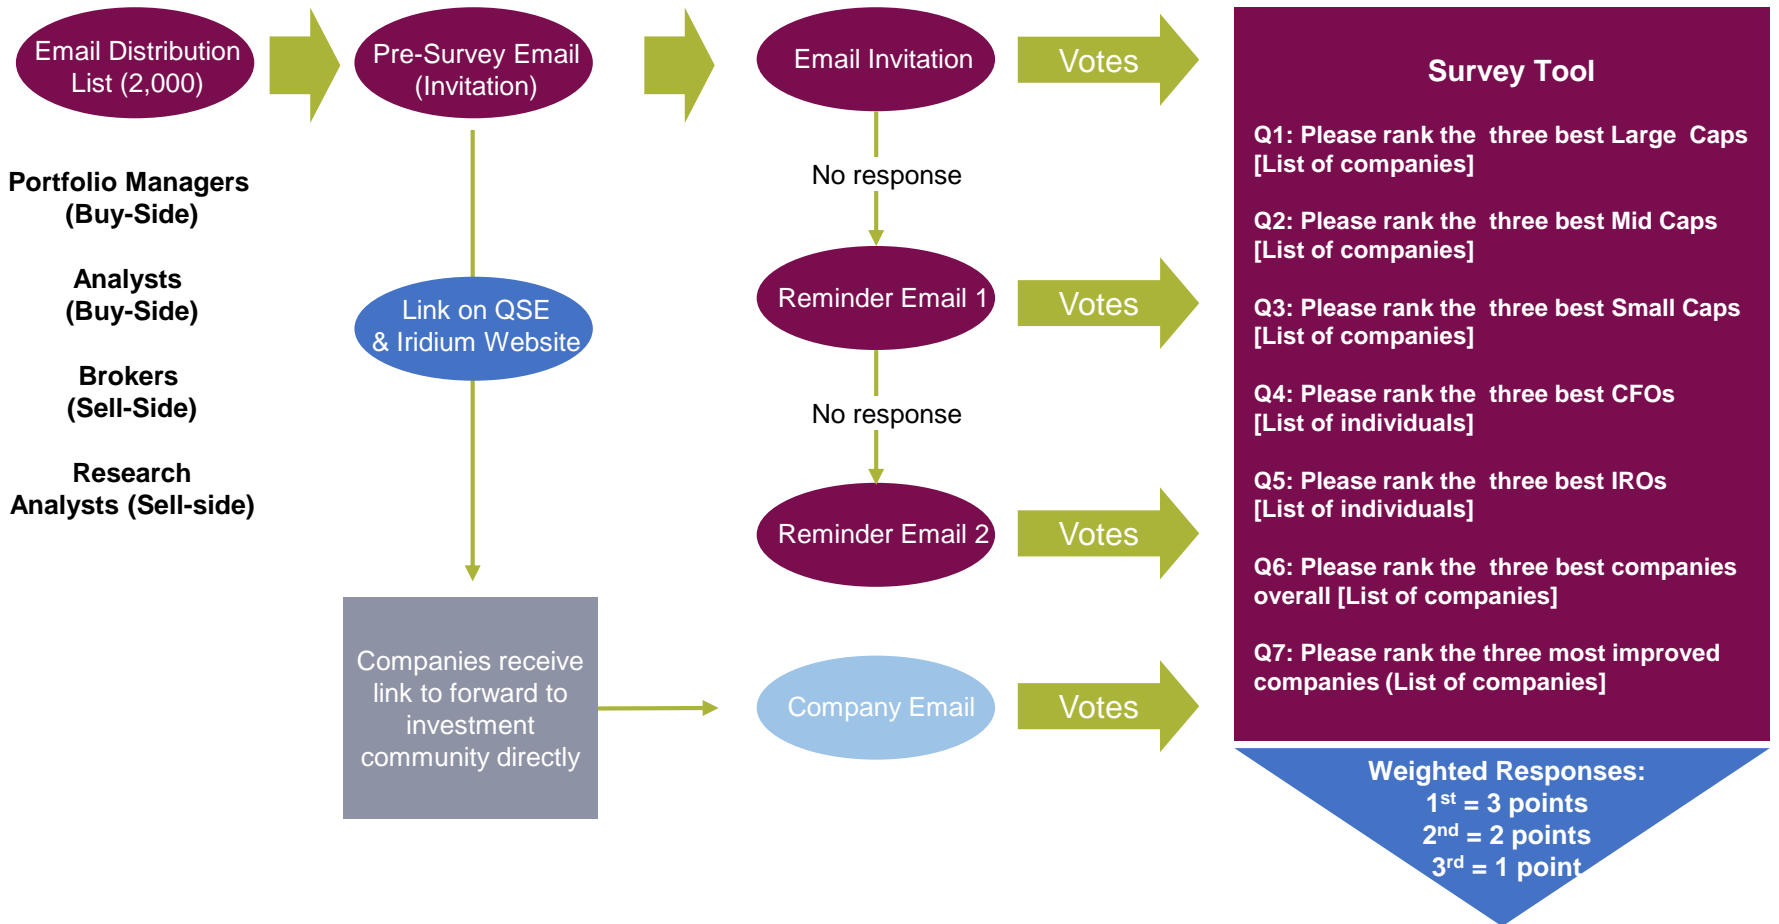 Email Distribution
List (2,000)
Pre-Survey Email
(Invitation)
Email Invitation
Votes
Portfolio Managers
(Buy-Side)
Analysts
(Buy-Side)
Brokers
(Sell-Side)
Research
Analysts (Sell-side)
Link on QSE
& Iridium Website
Companies receive
link to forward to
investment
community directly
No response
Reminder Email 1
Votes
No response
Reminder Email 2
Votes
Company Email
Votes
Survey Tool
Q1: Please rank the three best Large Caps
[List of companies]
Q2: Please rank the three best Mid Caps
[List of companies]
Q3: Please rank the three best Small Caps
[List of companies]
Q4: Please rank the three best CFOs
[List of individuals]
Q5: Please rank the three best IROs
[List of individuals]
Q6: Please rank the three best companies
overall [List of companies]
Q7: Please rank the three most improved
companies (List of companies]
Weighted Responses:
1st = 3 points
2nd = 2 points
3rd = 1 point